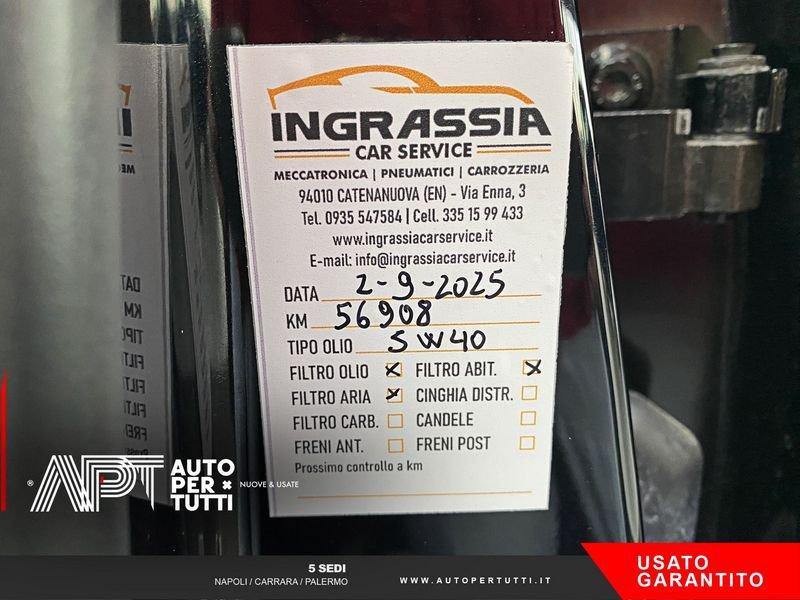 INGRASSIA
CAR SERVICE
MECCATRONICA | PNEUMATICI | CARROZZERIA
94010 CATENANUOVA (EN) - Via Enna, 3
Tel. 0935 547584 | Cell. 335 15 99 433
www.ingrassiacarservice.it
E-mail: info@ingrassiacarservice.it
DATA 2-9-2025
KM 56908
TIPO OLIO 5W40
FILTRO OLIO X FILTRO ABIT. X
FILTRO ARIA X CINGHIA DISTR.
FILTRO CARB. CANDELE
FRENI ANT. FRENI POST
Prossimo controllo a km
® APT AUTO PER TUTTI NUOVE & USATE
5 SEDI
NAPOLI / CARRARA / PALERMO
WWW.AUTOPERTUTTI.IT
USATO
GARANTITO